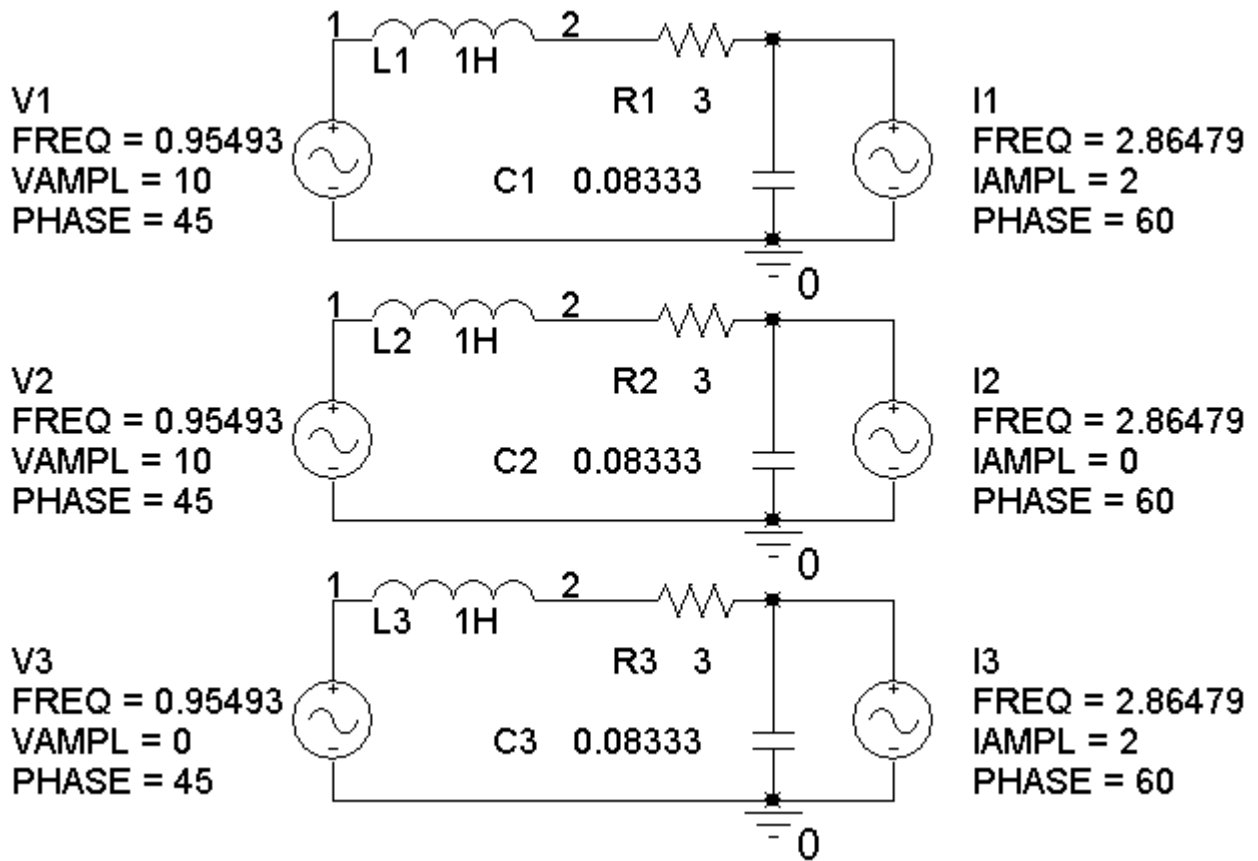 1 2
L1 1H
V1 R1 3 I1
FREQ = 0.95493 FREQ = 2.86479
VAMPL = 10 C1 0.08333 IAMPL = 2
PHASE = 45 PHASE = 60
0
1 2
L2 1H
V2 R2 3 I2
FREQ = 0.95493 FREQ = 2.86479
VAMPL = 10 C2 0.08333 IAMPL = 0
PHASE = 45 PHASE = 60
0
1 2
L3 1H
V3 R3 3 I3
FREQ = 0.95493 FREQ = 2.86479
VAMPL = 0 C3 0.08333 IAMPL = 2
PHASE = 45 PHASE = 60
0